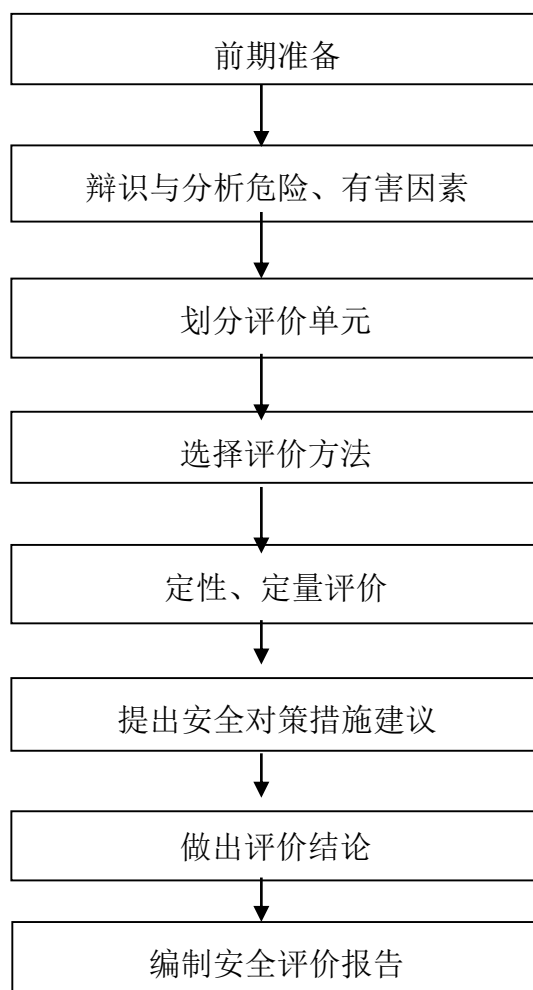 前期准备
辩识与分析危险、有害因素
划分评价单元
选择评价方法
定性、定量评价
提出安全对策措施建议
做出评价结论
编制安全评价报告